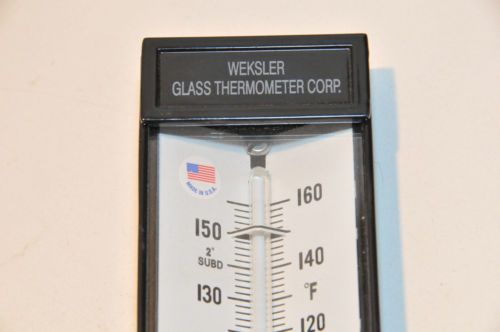 WEKSLER
GLASS THERMOMETER CORP.
MADE IN U.S.A.
160
150
2°
SUBD
140
130
°F
120